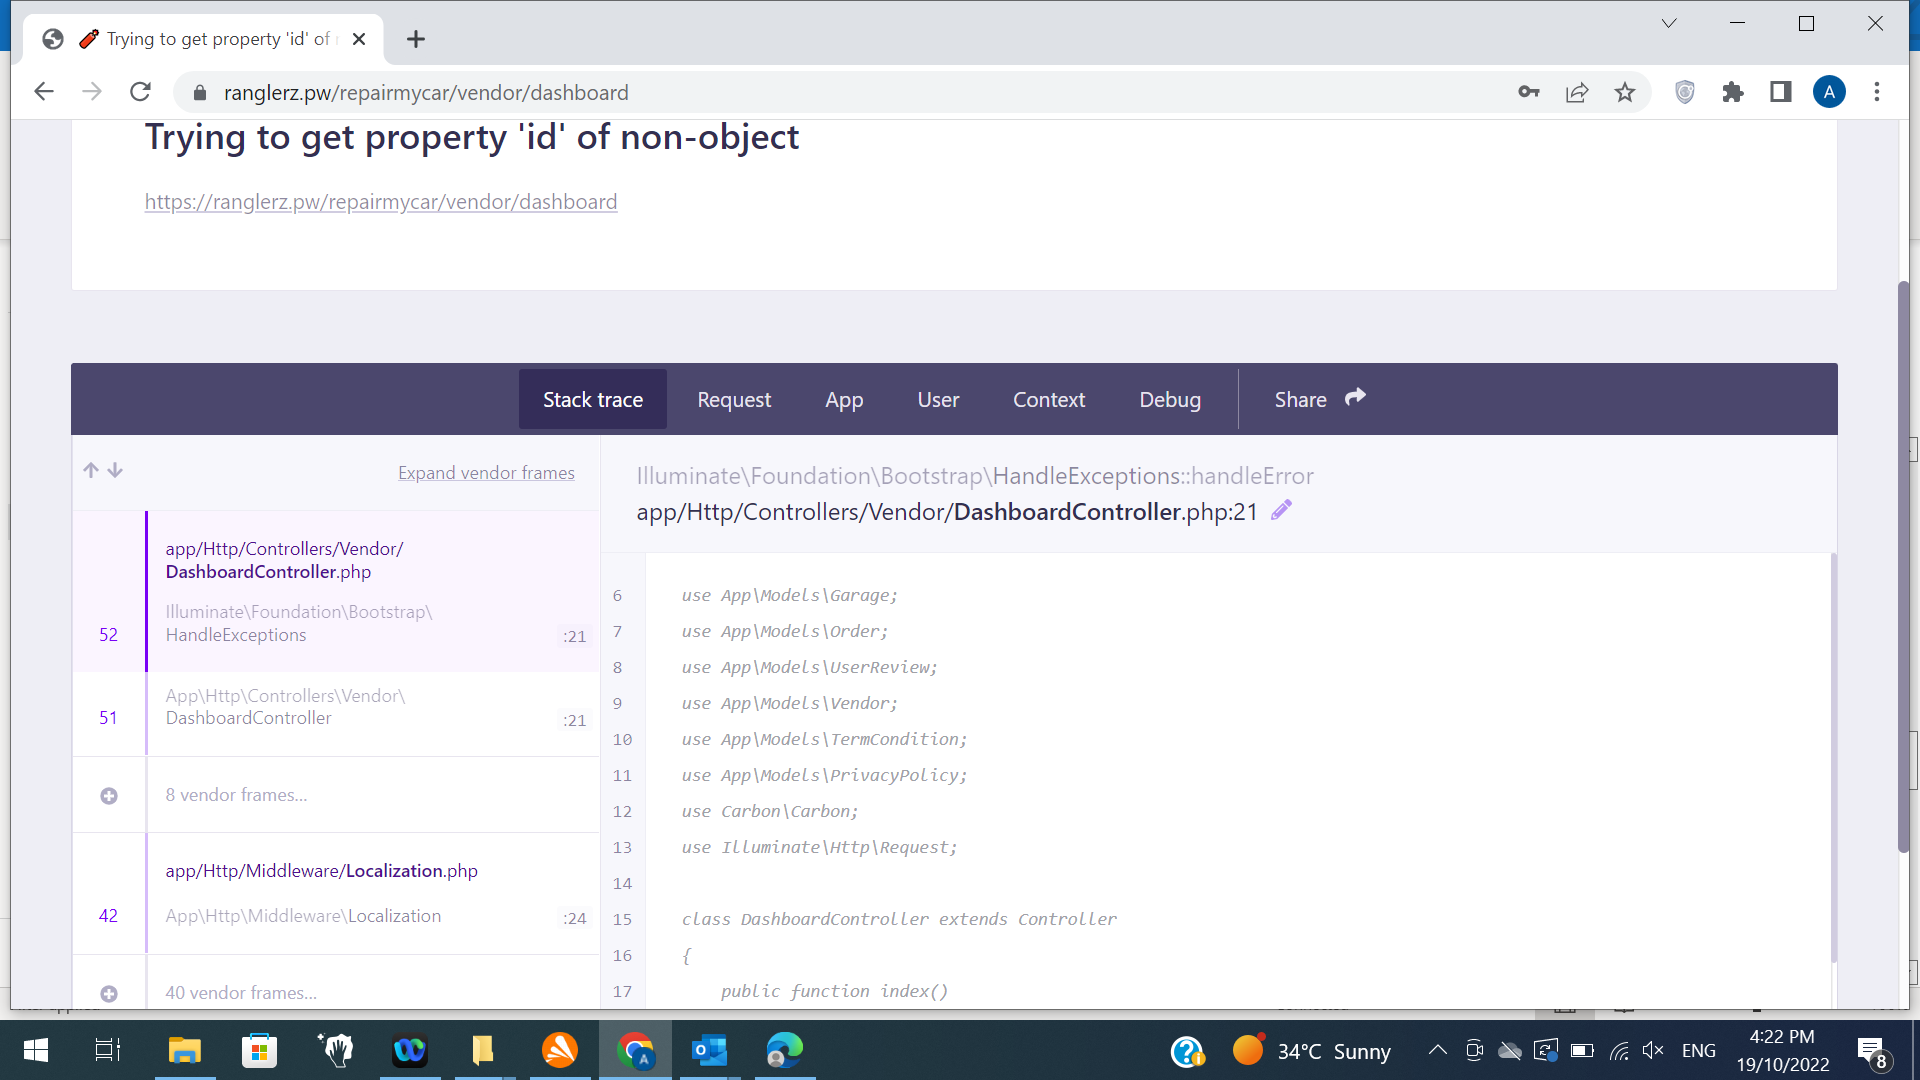 Trying to get property 'id' of n
ranglerz.pw/repairmycar/vendor/dashboard
A
Trying to get property 'id' of non-object
https://ranglerz.pw/repairmycar/vendor/dashboard
Stack trace
Request
App
User
Context
Debug
Share
Expand vendor frames
app/Http/Controllers/Vendor/
DashboardController.php
Illuminate\Foundation\Bootstrap\
52
HandleExceptions
:21
App\Http\Controllers\Vendor\
51
DashboardController
:21
8 vendor frames...
app/Http/Middleware/Localization.php
42
App\Http\Middleware\Localization
:24
40 vendor frames...
Illuminate\Foundation\Bootstrap\HandleExceptions::handleError
app/Http/Controllers/Vendor/DashboardController.php:21
6 use App\Models\Garage;
7 use App\Models\Order;
8 use App\Models\UserReview;
9 use App\Models\Vendor;
10 use App\Models\TermCondition;
11 use App\Models\PrivacyPolicy;
12 use Carbon\Carbon;
13 use Illuminate\Http\Request;
14
15 class DashboardController extends Controller
16 {
17 public function index()
A
34°C Sunny
ENG
4:22 PM
19/10/2022
8